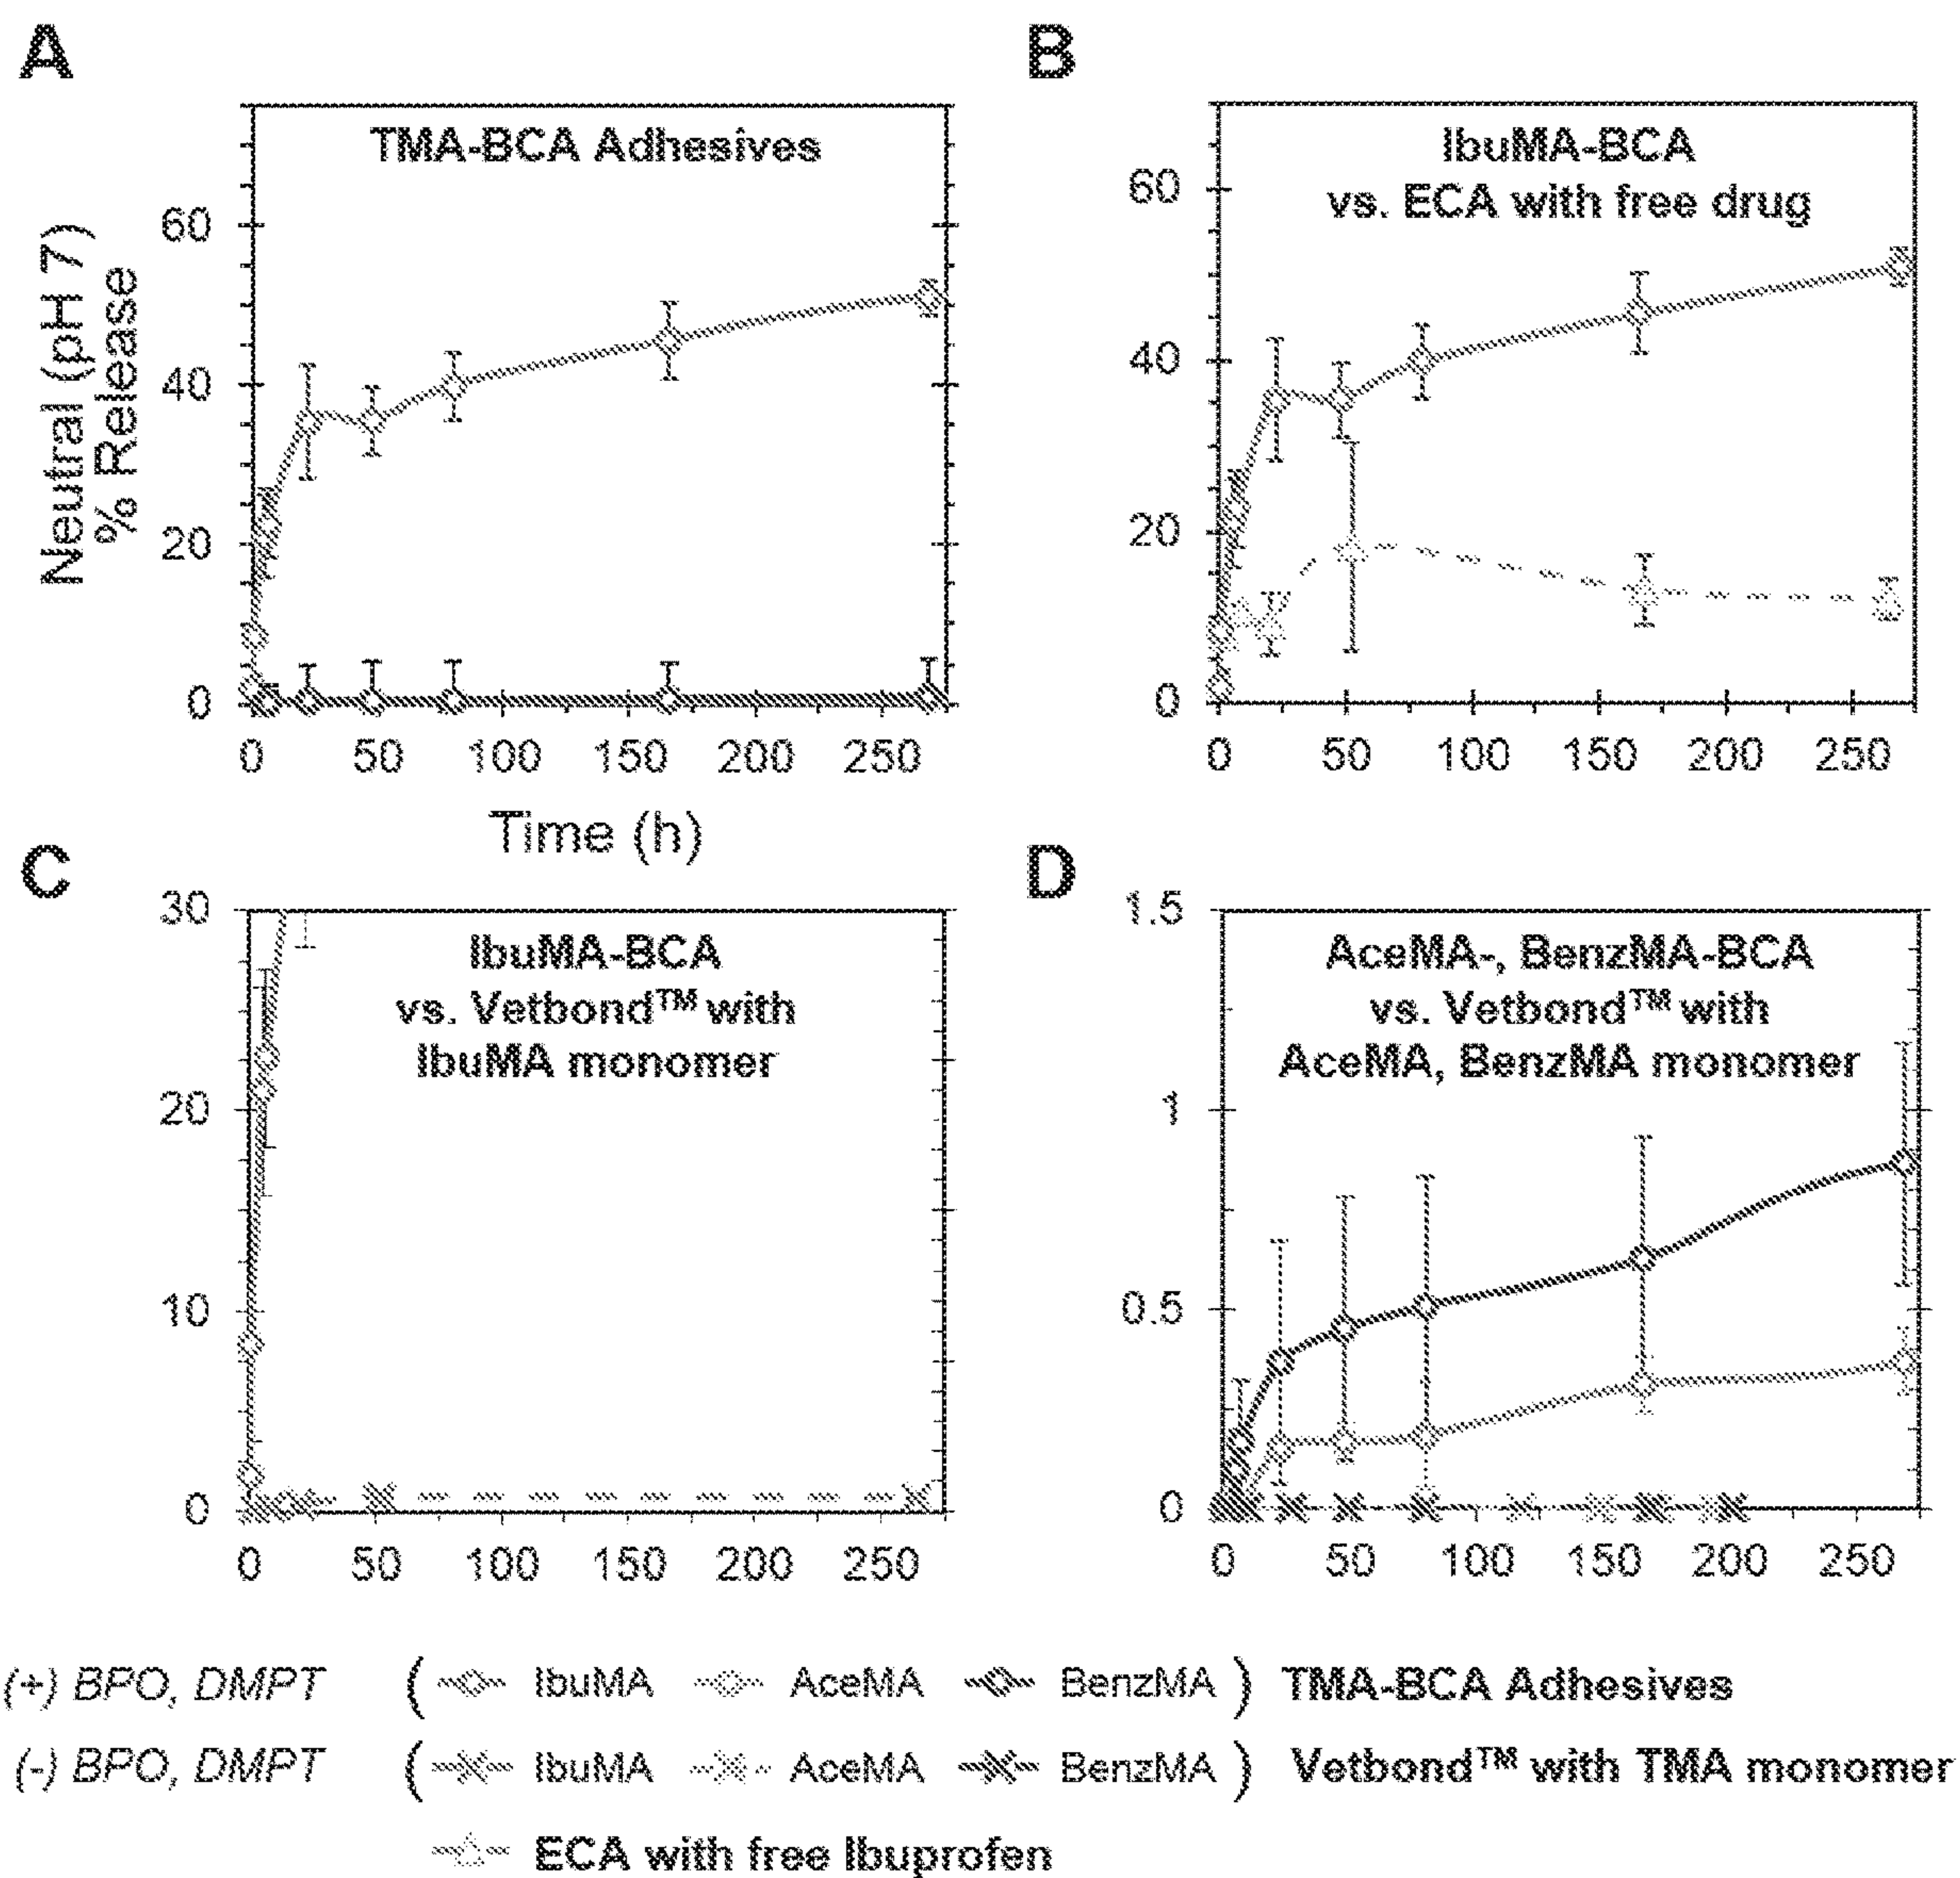 A
TMA-BCA Adhesives
Neutral (pH 7)
% Release
60
40
20
0
0 50 100 150 200 250
Time (h)
B
IbuMA-BCA
vs. ECA with free drug
60
40
20
0
0 50 100 150 200 250
C
IbuMA-BCA
vs. Vetbond™ with
IbuMA monomer
30
20
10
0
0 50 100 150 200 250
D
AceMA-, BenzMA-BCA
vs. Vetbond™ with
AceMA, BenzMA monomer
1.5
1
0.5
0
0 50 100 150 200 250
(+) BPO, DMPT ( IbuMA AceMA BenzMA ) TMA-BCA Adhesives
(-) BPO, DMPT ( IbuMA AceMA BenzMA ) Vetbond™ with TMA monomer
ECA with free Ibuprofen